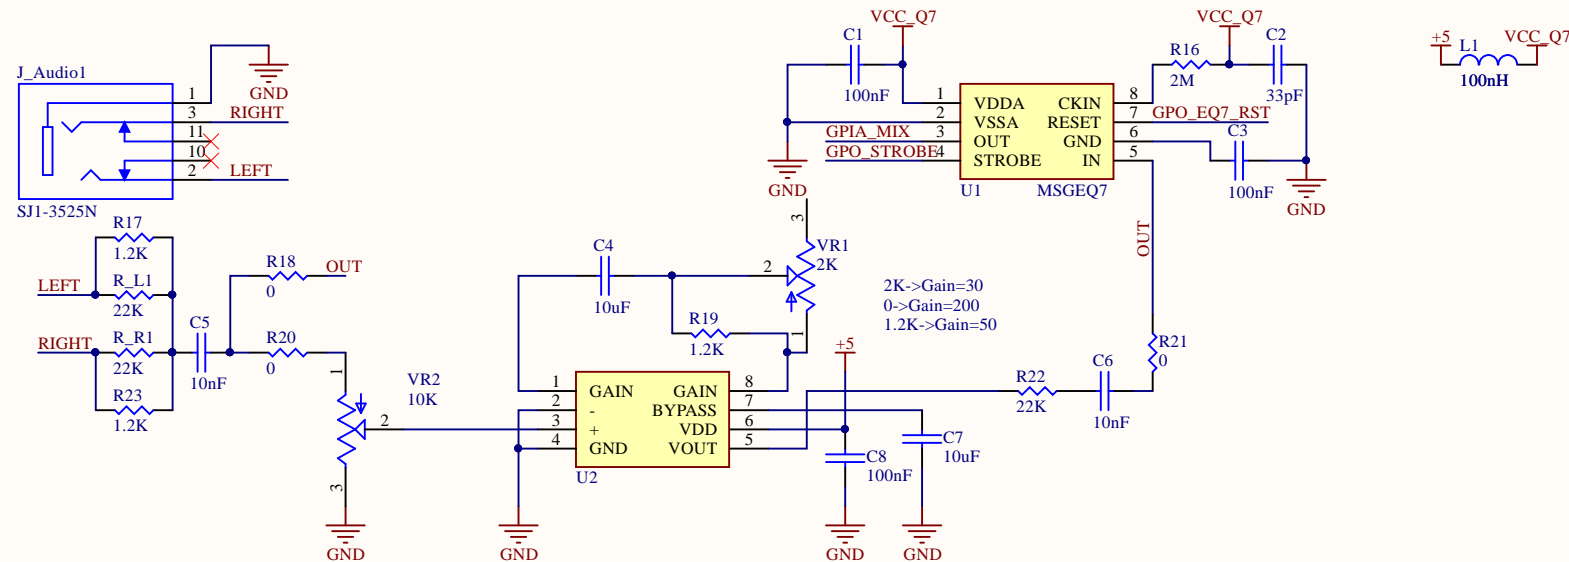 J_Audio1
1
3
11
10
2
GND
RIGHT
LEFT
SJ1-3525N
VCC_Q7
C1
100nF
GND
1
2
3
4
GPIA_MIX
GPO_STROBE
VDDA
VSSA
OUT
STROBE
CKIN
RESET
GND
IN
8
7
6
5
U1
MSGEQ7
VCC_Q7
R16
2M
C2
33pF
GPO_EQ7_RST
C3
100nF
GND
OUT
+5
L1
100nH
VCC_Q7
R17
1.2K
LEFT
R_L1
22K
RIGHT
R_R1
22K
R23
1.2K
C5
10nF
R18
0
OUT
R20
0
1
VR2
10K
2
3
GND
C4
10uF
3
VR1
2K
2
1
R19
1.2K
2K->Gain=30
0->Gain=200
1.2K->Gain=50
1
2
3
4
GAIN
-
+
GND
GAIN
BYPASS
VDD
VOUT
8
7
6
5
U2
GND
+5
C8
100nF
GND
C7
10uF
GND
R22
22K
C6
10nF
R21
0